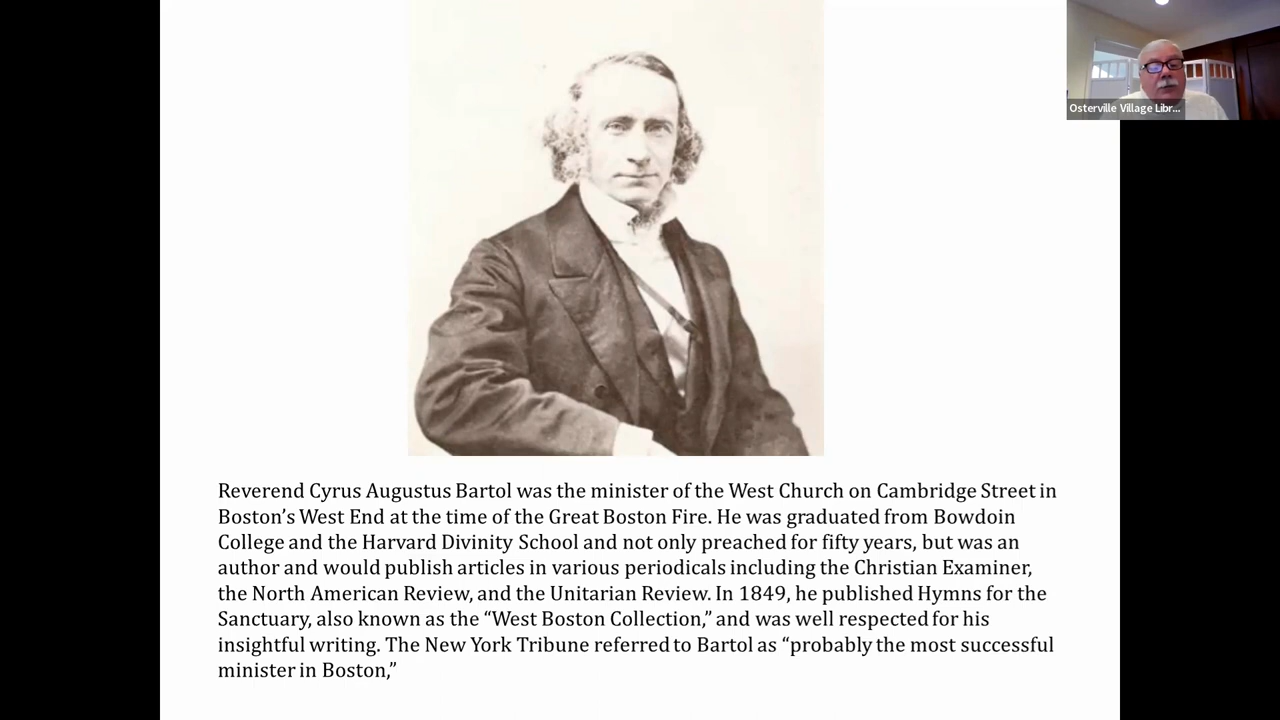 Osterville Village Libr...
Reverend Cyrus Augustus Bartol was the minister of the West Church on Cambridge Street in
Boston’s West End at the time of the Great Boston Fire. He was graduated from Bowdoin
College and the Harvard Divinity School and not only preached for fifty years, but was an
author and would publish articles in various periodicals including the Christian Examiner,
the North American Review, and the Unitarian Review. In 1849, he published Hymns for the
Sanctuary, also known as the “West Boston Collection,” and was well respected for his
insightful writing. The New York Tribune referred to Bartol as “probably the most successful
minister in Boston,”